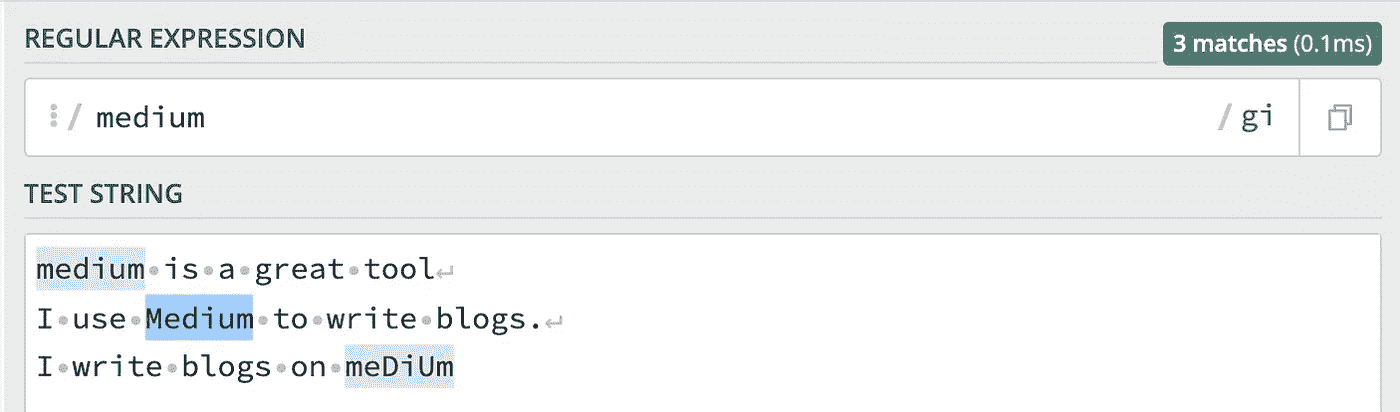 REGULAR EXPRESSION
3 matches (0.1ms)
/ medium / gi
TEST STRING
medium·is·a·great·tool↵
I·use·Medium·to·write·blogs.↵
I·write·blogs·on·meDiUm